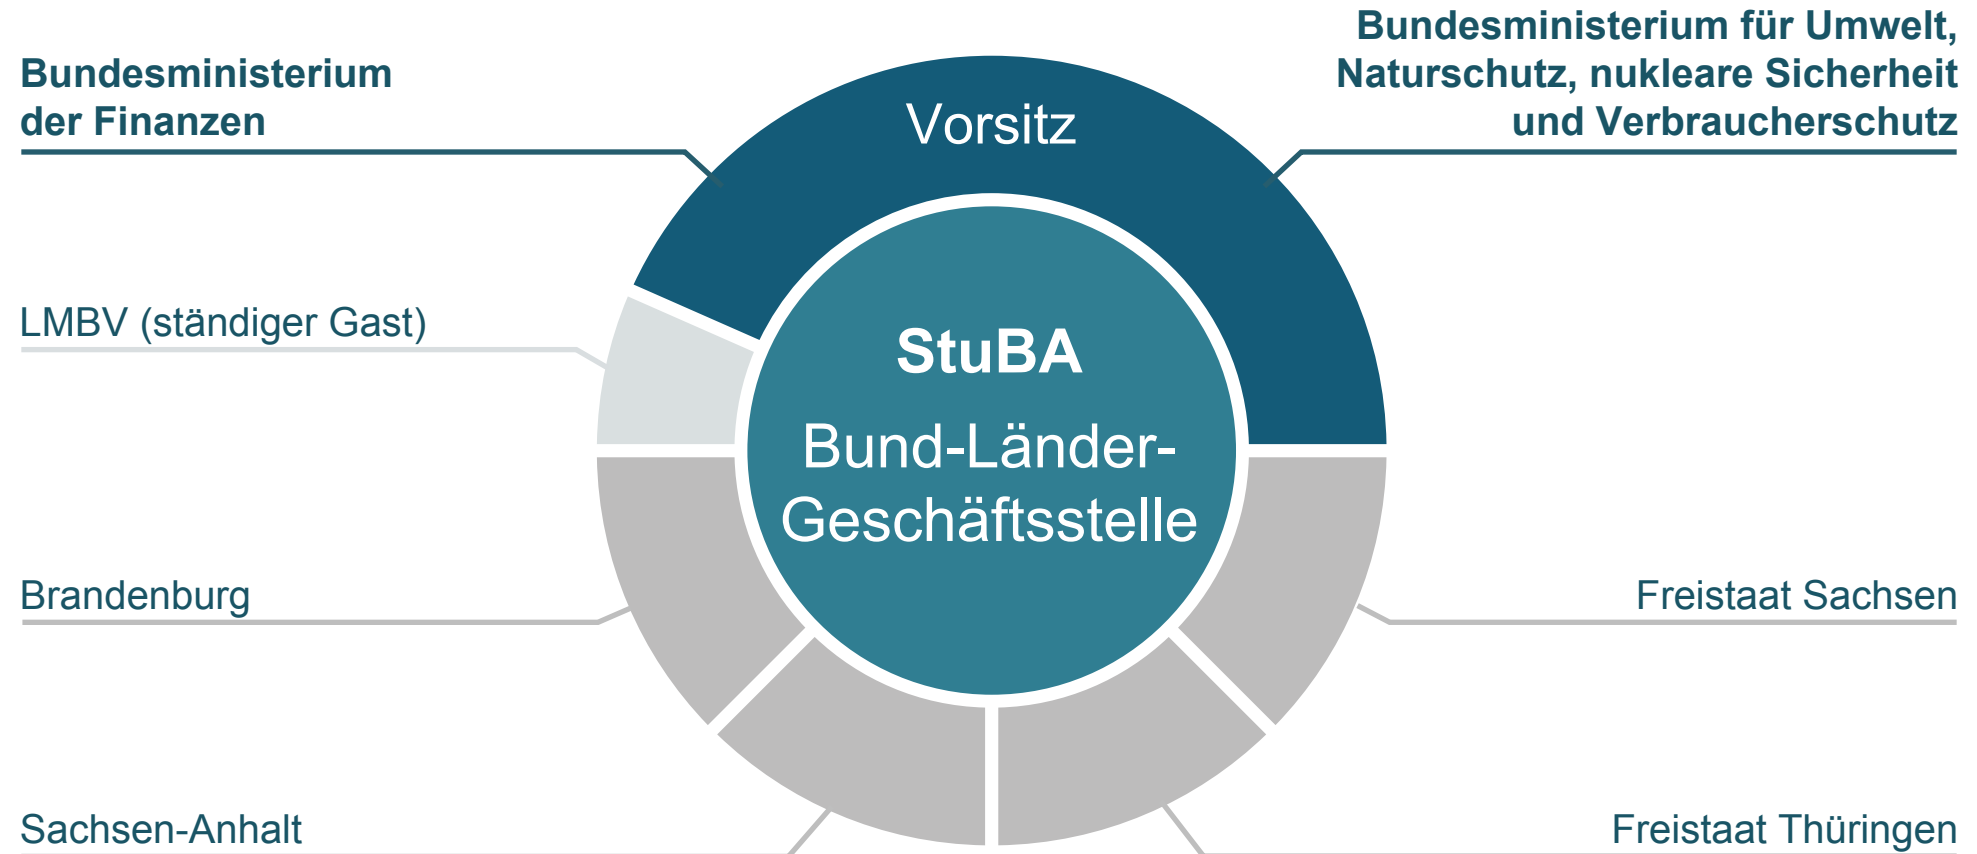 Bundesministerium
der Finanzen
Bundesministerium für Umwelt,
Naturschutz, nukleare Sicherheit
und Verbraucherschutz
Vorsitz
LMBV (ständiger Gast)
StuBA
Bund-Länder-
Geschäftsstelle
Brandenburg
Freistaat Sachsen
Sachsen-Anhalt
Freistaat Thüringen